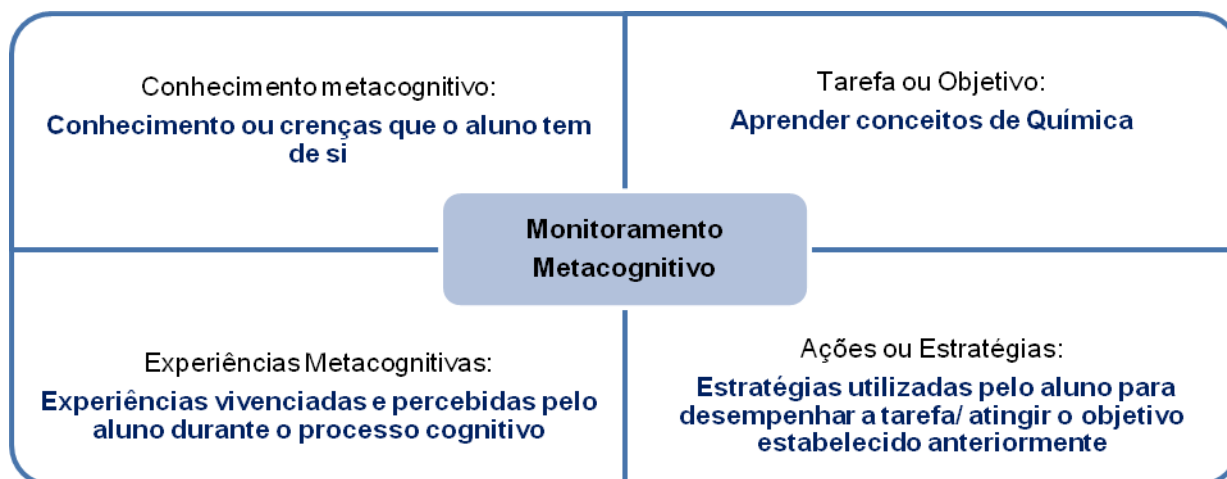 Conhecimento metacognitivo:
Conhecimento ou crenças que o aluno tem
de si
Tarefa ou Objetivo:
Aprender conceitos de Química
Monitoramento
Metacognitivo
Experiências Metacognitivas:
Experiências vivenciadas e percebidas pelo
aluno durante o processo cognitivo
Ações ou Estratégias:
Estratégias utilizadas pelo aluno para
desempenhar a tarefa/ atingir o objetivo
estabelecido anteriormente